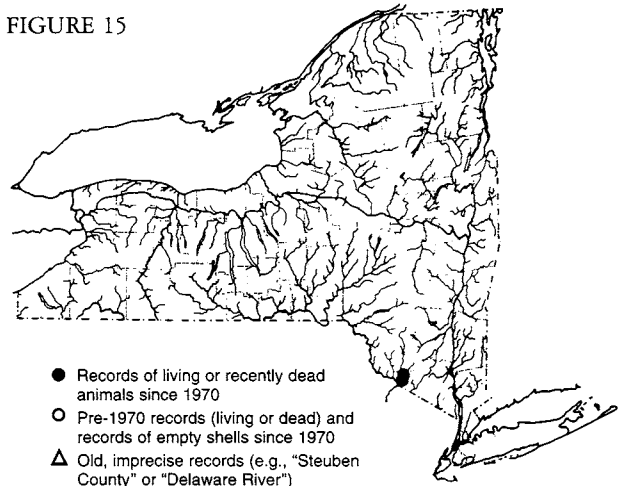 FIGURE 15
Records of living or recently dead
animals since 1970
Pre-1970 records (living or dead) and
records of empty shells since 1970
Old, imprecise records (e.g., "Steuben
County" or "Delaware River")